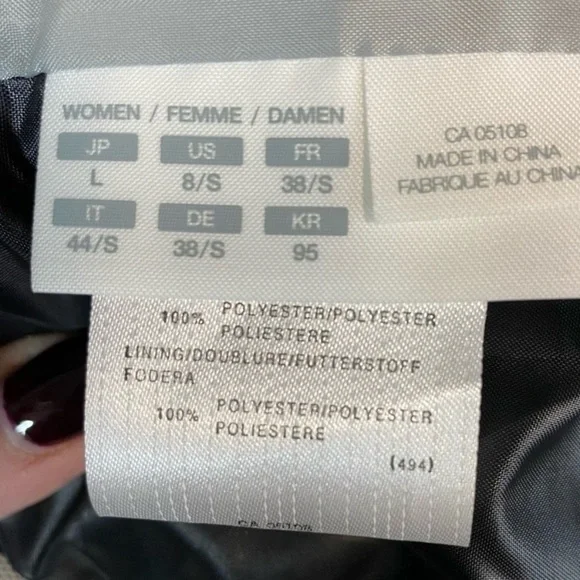 WOMEN / FEMME / DAMEN
JP US FR
L 8/S 38/S
IT DE KR
44/S 38/S 95
CA 05108
MADE IN CHINA
FABRIQUE AU CHINA
100% POLYESTER/POLYESTER
POLIESTERE
LINING/DOUBLURE/FUTTERSTOFF
FODERA
100% POLYESTER/POLYESTER
POLIESTERE
(494)